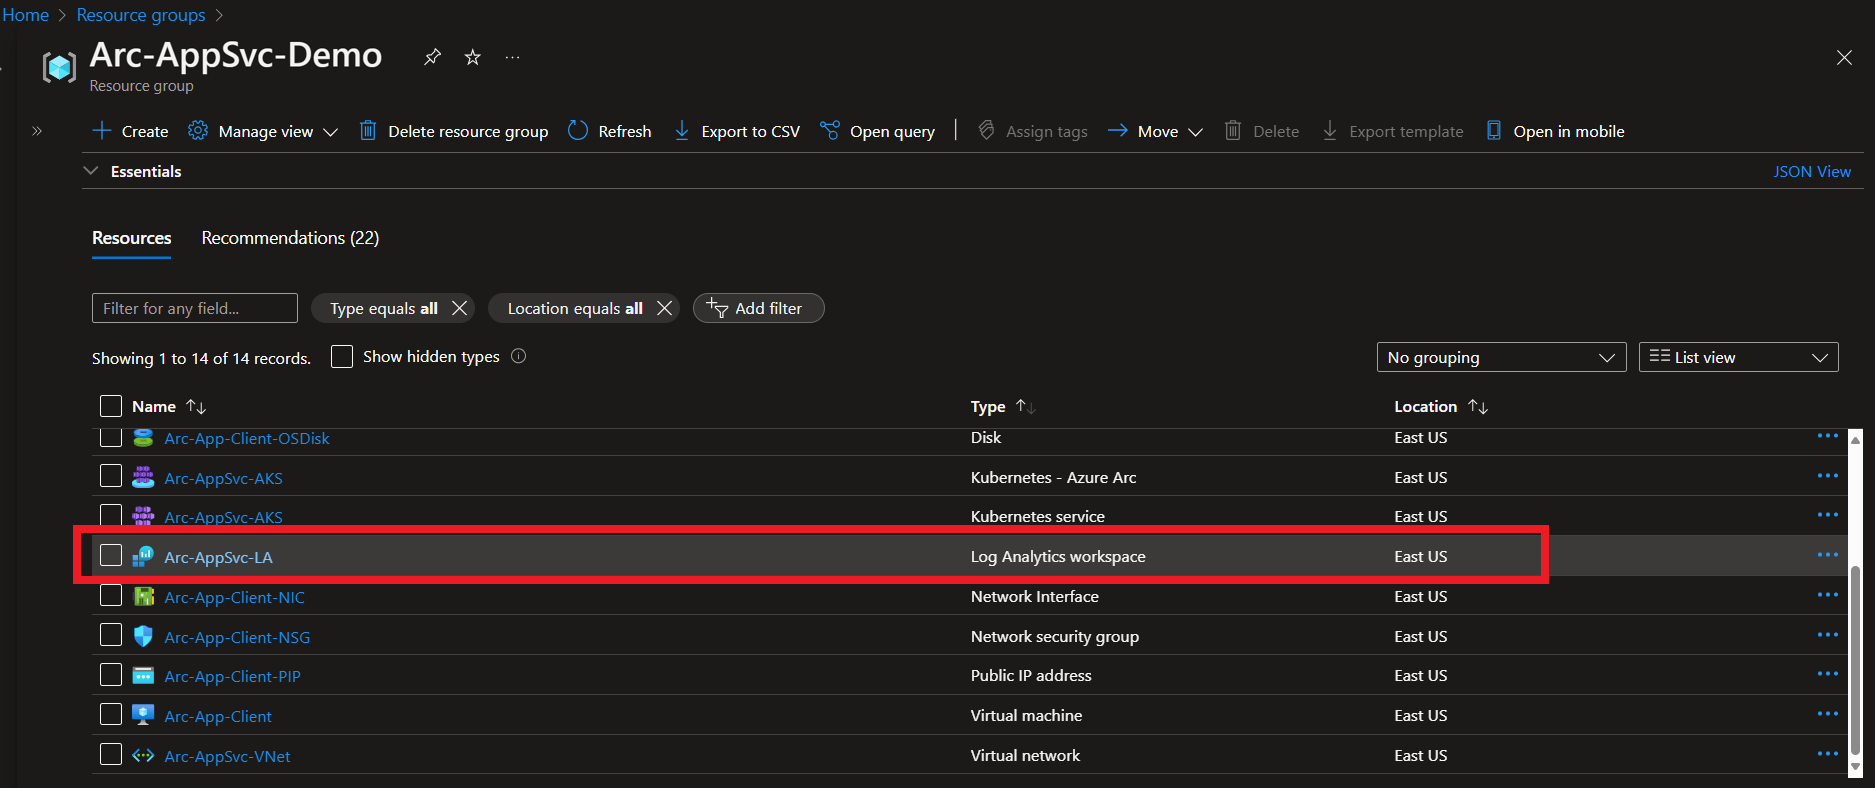 Home > Resource groups >
Arc-AppSvc-Demo
Resource group
Create Manage view Delete resource group Refresh Export to CSV Open query Assign tags Move Delete Export template Open in mobile
Essentials JSON View
Resources Recommendations (22)
Filter for any field... Type equals all Location equals all Add filter
Showing 1 to 14 of 14 records. Show hidden types No grouping List view
Name Type Location
Arc-App-Client-OSDisk Disk East US
Arc-AppSvc-AKS Kubernetes - Azure Arc East US
Arc-AppSvc-AKS Kubernetes service East US
Arc-AppSvc-LA Log Analytics workspace East US
Arc-App-Client-NIC Network Interface East US
Arc-App-Client-NSG Network security group East US
Arc-App-Client-PIP Public IP address East US
Arc-App-Client Virtual machine East US
Arc-AppSvc-VNet Virtual network East US